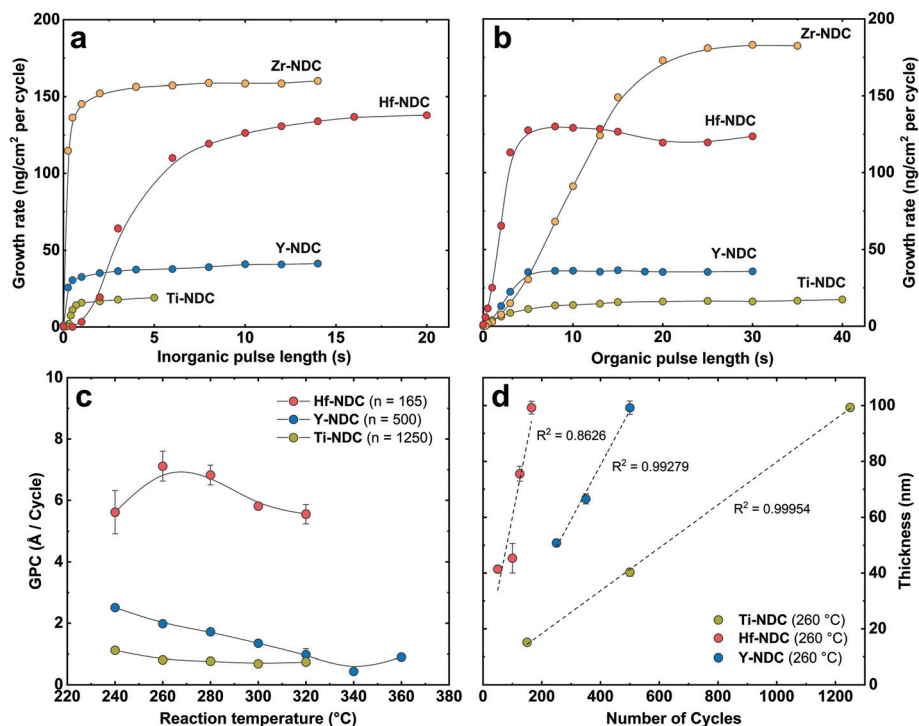 a
200
150
100
50
0
Growth rate (ng/cm² per cycle)
Zr-NDC
Hf-NDC
Y-NDC
Ti-NDC
0 5 10 15 20
Inorganic pulse length (s)
b
200
150
100
50
0
Growth rate (ng/cm² per cycle)
Zr-NDC
Hf-NDC
Y-NDC
Ti-NDC
0 10 20 30 40
Organic pulse length (s)
c
10
8
6
4
2
0
GPC (Å / Cycle)
Hf-NDC (n = 165)
Y-NDC (n = 500)
Ti-NDC (n = 1250)
220 240 260 280 300 320 340 360 380
Reaction temperature (°C)
d
100
80
60
40
20
0
Thickness (nm)
R² = 0.8626
R² = 0.99279
R² = 0.99954
Ti-NDC (260 °C)
Hf-NDC (260 °C)
Y-NDC (260 °C)
0 200 400 600 800 1000 1200
Number of Cycles